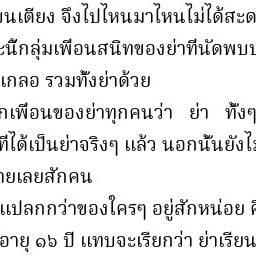 นเตียง จึงไปไหนมาไหนไม่ได้สะด
ะนี้กลุ่มเพื่อนสนิทของย่าที่นัดพบป
เกลอ รวมทั้งย่าด้วย
กเพื่อนของย่าทุกคนว่า ย่า ทั้งๆ
ที่ได้เป็นย่าจริงๆ แล้ว นอกนั้นยังไ
ายเลยสักคน
แปลกกว่าของใครๆ อยู่สักหน่อย คื
อายุ ๑๖ ปี แทบจะเรียกว่า ย่าเรียน